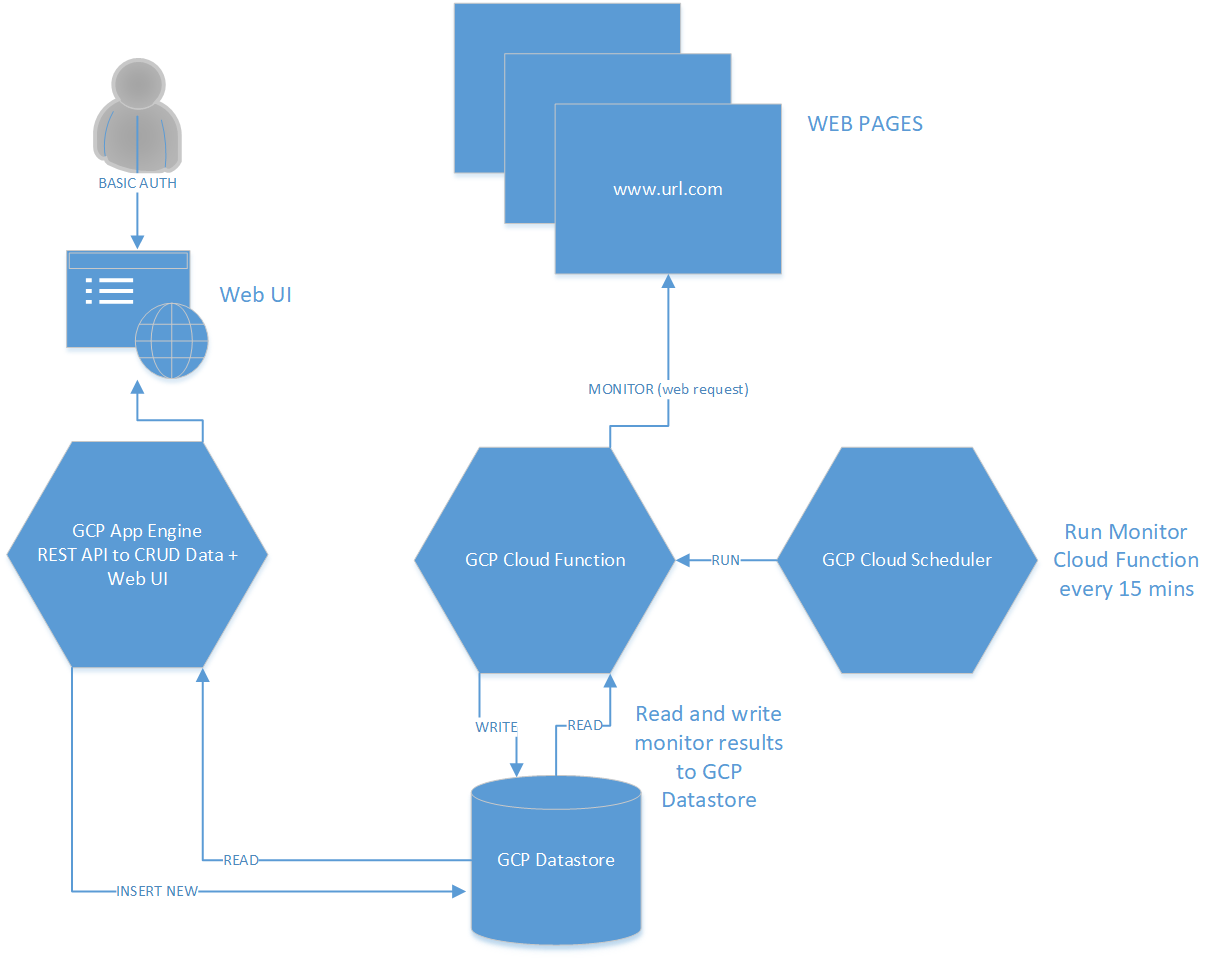 WEB PAGES
www.url.com
BASIC AUTH
Web UI
MONITOR (web request)
GCP App Engine
REST API to CRUD Data +
Web UI
GCP Cloud Function
RUN
GCP Cloud Scheduler
Run Monitor
Cloud Function
every 15 mins
WRITE
READ
Read and write
monitor results
to GCP
Datastore
GCP Datastore
READ
INSERT NEW